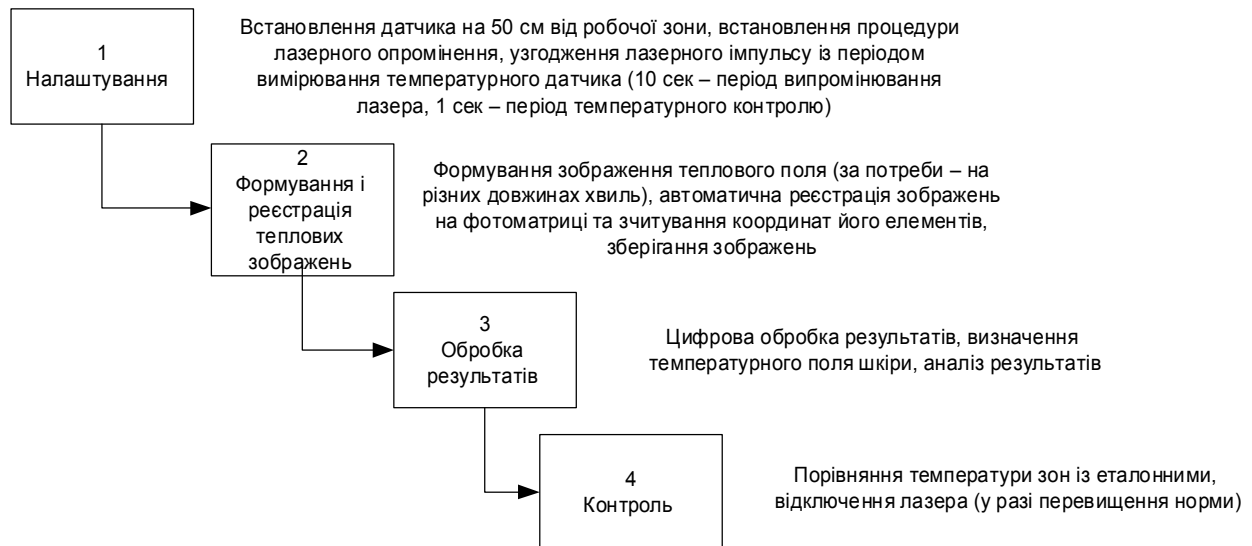 1
Налаштування
Встановлення датчика на 50 см від робочої зони, встановлення процедури
лазерного опромінення, узгодження лазерного імпульсу із періодом
вимірювання температурного датчика (10 сек – період випромінювання
лазера, 1 сек – період температурного контролю)
2
Формування і
реєстрація
теплових
зображень
Формування зображення теплового поля (за потреби – на
різних довжинах хвиль), автоматична реєстрація зображень
на фотоматриці та зчитування координат його елементів,
зберігання зображень
3
Обробка
результатів
Цифрова обробка результатів, визначення
температурного поля шкіри, аналіз результатів
4
Контроль
Порівняння температури зон із еталонними,
відключення лазера (у разі перевищення норми)